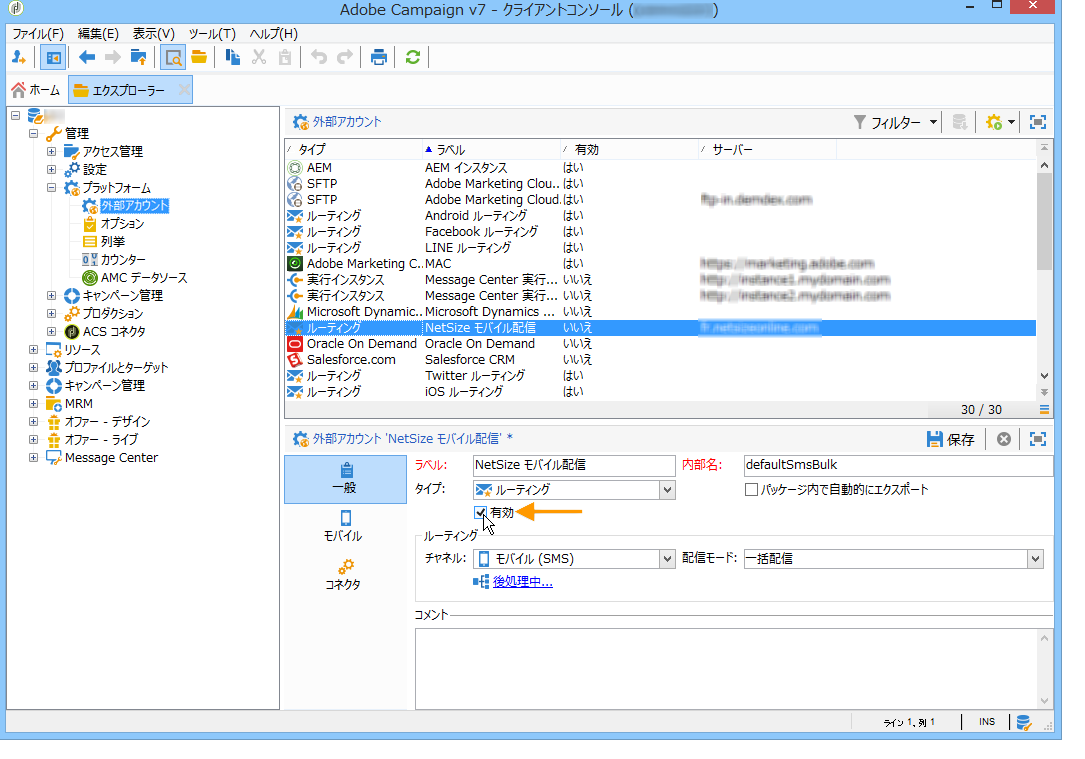 Adobe Campaign v7 - クライアントコンソール ( )
ファイル(F) 編集(E) 表示(V) ツール(T) ヘルプ(H)
ホーム エクスプローラー
管理
アクセス管理
設定
プラットフォーム
外部アカウント
オプション
列挙
カウンター
AMC データソース
キャンペーン管理
プロダクション
ACS コネクタ
リソース
プロファイルとターゲット
キャンペーン管理
MRM
オファー - デザイン
オファー - ライブ
Message Center
外部アカウント フィルター
タイプ ラベル 有効 サーバー
AEM AEM インスタンス はい
SFTP Adobe Marketing Clou... はい
SFTP Adobe Marketing Cloud. はい ftp-in.demdex.com
ルーティング Android ルーティング はい
ルーティング Facebook ルーティング はい
ルーティング LINE ルーティング はい
Adobe Marketing C.. MAC はい https://marketing.adobe.com
実行インスタンス Message Center 実行... いいえ http://instance1.mydomain.com
実行インスタンス Message Center 実行... いいえ http://instance2.mydomain.com
Microsoft Dynamic... Microsoft Dynamics ... いいえ
ルーティング NetSize モバイル配信 いいえ fr.netsizeonline.com
Oracle On Demand Oracle On Demand いいえ
Salesforce.com Salesforce CRM いいえ
ルーティング Twitter ルーティング はい
ルーティング iOS ルーティング はい
30 / 30
外部アカウント 'NetSize モバイル配信' * 保存
一般
モバイル
コネクタ
ラベル: NetSize モバイル配信 内部名: defaultSmsBulk
タイプ: ルーティング パッケージ内で自動的にエクスポート
有効
ルーティング
チャネル: モバイル (SMS) 配信モード: 一括配信
後処理中...
コメント
ライン 1, 列 1 INS